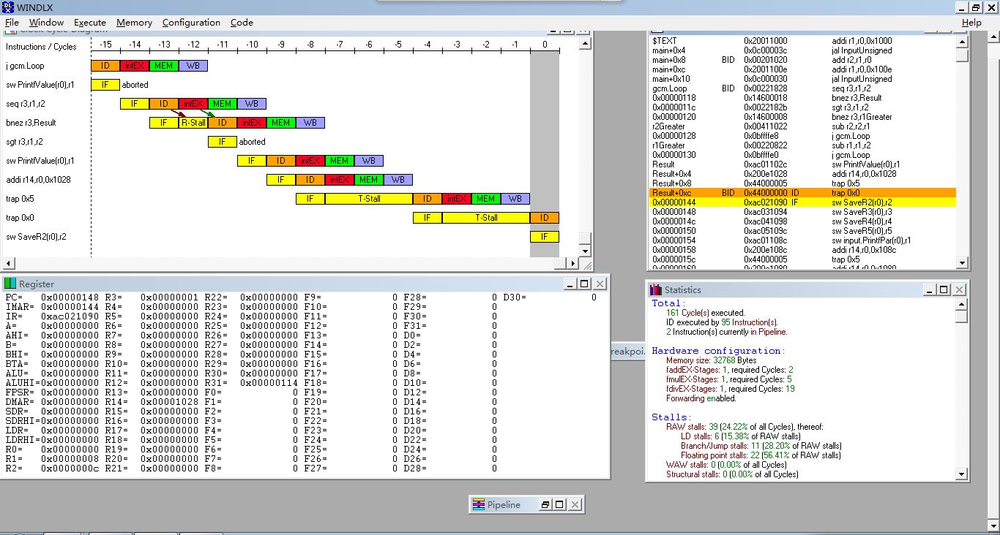 WINDLX
File Window Execute Memory Configuration Code Help
Clock Cycle Diagram
Instructions / Cycles -15 -14 -13 -12 -11 -10 -9 -8 -7 -6 -5 -4 -3 -2 -1 0
j gcm.Loop ID intEX MEM WB
sw PrintfValue(r0),r1 IF aborted
seq r3,r1,r2 IF ID intEX MEM WB
bnez r3,Result IF R-Stall ID intEX MEM WB
sgt r3,r1,r2 IF aborted
sw PrintfValue(r0),r1 IF ID intEX MEM WB
addi r14,r0,0x1028 IF ID intEX MEM WB
trap 0x5 IF T-Stall ID intEX MEM WB
trap 0x0 IF T-Stall ID
sw SaveR2(r0),r2 IF
$TEXT 0x20011000 addi r1,r0,0x1000
main+0x4 0x0c00003c jal InputUnsigned
main+0x8 BID 0x00201020 add r2,r1,r0
main+0xc 0x2001100e addi r1,r0,0x100e
main+0x10 0x0c000030 jal InputUnsigned
gcm.Loop BID 0x00221828 seq r3,r1,r2
0x00000118 0x14600018 bnez r3,Result
0x0000011c 0x0022182b sgt r3,r1,r2
0x00000120 0x14600008 bnez r3,r1Greater
r2Greater 0x00411022 sub r2,r2,r1
0x00000128 0x0bffffe8 j gcm.Loop
r1Greater 0x00220822 sub r1,r1,r2
0x00000130 0x0bffffe0 j gcm.Loop
Result 0xac01102c sw PrintfValue(r0),r1
Result+0x4 0x200e1028 addi r14,r0,0x1028
Result+0x8 0x44000005 trap 0x5
Result+0xc BID 0x44000000 ID trap 0x0
0x00000144 0xac021090 IF sw SaveR2(r0),r2
0x00000148 0xac031094 sw SaveR3(r0),r3
0x0000014c 0xac041098 sw SaveR4(r0),r4
0x00000150 0xac05109c sw SaveR5(r0),r5
0x00000154 0xac01108c sw input.PrintfPar(r0),r1
0x00000158 0x200e108c addi r14,r0,0x108c
0x0000015c 0x44000005 trap 0x5
0x00000160 0x200e1080 addi r14,r0,0x1080
Register
PC= 0x00000148 R3= 0x00000001 R22= 0x00000000 F9= 0 F28= 0 D30= 0
IMAR= 0x00000144 R4= 0x00000000 R23= 0x00000000 F10= 0 F29= 0
IR= 0xac021090 R5= 0x00000000 R24= 0x00000000 F11= 0 F30= 0
A= 0x00000000 R6= 0x00000000 R25= 0x00000000 F12= 0 F31= 0
AHI= 0x00000000 R7= 0x00000000 R26= 0x00000000 F13= 0 D0= 0
B= 0x00000000 R8= 0x00000000 R27= 0x00000000 F14= 0 D2= 0
BHI= 0x00000000 R9= 0x00000000 R28= 0x00000000 F15= 0 D4= 0
BTA= 0x00000000 R10= 0x00000000 R29= 0x00000000 F16= 0 D6= 0
ALU= 0x00000000 R11= 0x00000000 R30= 0x00000000 F17= 0 D8= 0
ALUHI=0x00000000 R12= 0x00000000 R31= 0x00000114 F18= 0 D10= 0
FPSR= 0x00000000 R13= 0x00000000 F0= 0 F19= 0 D12= 0
DMAR= 0x00000000 R14= 0x00001028 F1= 0 F20= 0 D14= 0
SDR= 0x00000000 R15= 0x00000000 F2= 0 F21= 0 D16= 0
SDRHI=0x00000000 R16= 0x00000000 F3= 0 F22= 0 D18= 0
LDR= 0x00000000 R17= 0x00000000 F4= 0 F23= 0 D20= 0
LDRHI=0x00000000 R18= 0x00000000 F5= 0 F24= 0 D22= 0
R0= 0x00000000 R19= 0x00000000 F6= 0 F25= 0 D24= 0
R1= 0x00000008 R20= 0x00000000 F7= 0 F26= 0 D26= 0
R2= 0x0000000c R21= 0x00000000 F8= 0 F27= 0 D28= 0
reakpoi.
Statistics
Total:
161 Cycle(s) executed.
ID executed by 95 Instruction(s).
2 Instruction(s) currently in Pipeline.
Hardware configuration:
Memory size: 32768 Bytes
faddEX-Stages: 1, required Cycles: 2
fmulEX-Stages: 1, required Cycles: 5
fdivEX-Stages: 1, required Cycles: 19
Forwarding enabled.
Stalls:
RAW stalls: 39 (24.22% of all Cycles), thereof:
LD stalls: 6 (15.38% of RAW stalls)
Branch/Jump stalls: 11 (28.20% of RAW stalls)
Floating point stalls: 22 (56.41% of RAW stalls)
WAW stalls: 0 (0.00% of all Cycles)
Structural stalls: 0 (0.00% of all Cycles)
Pipeline